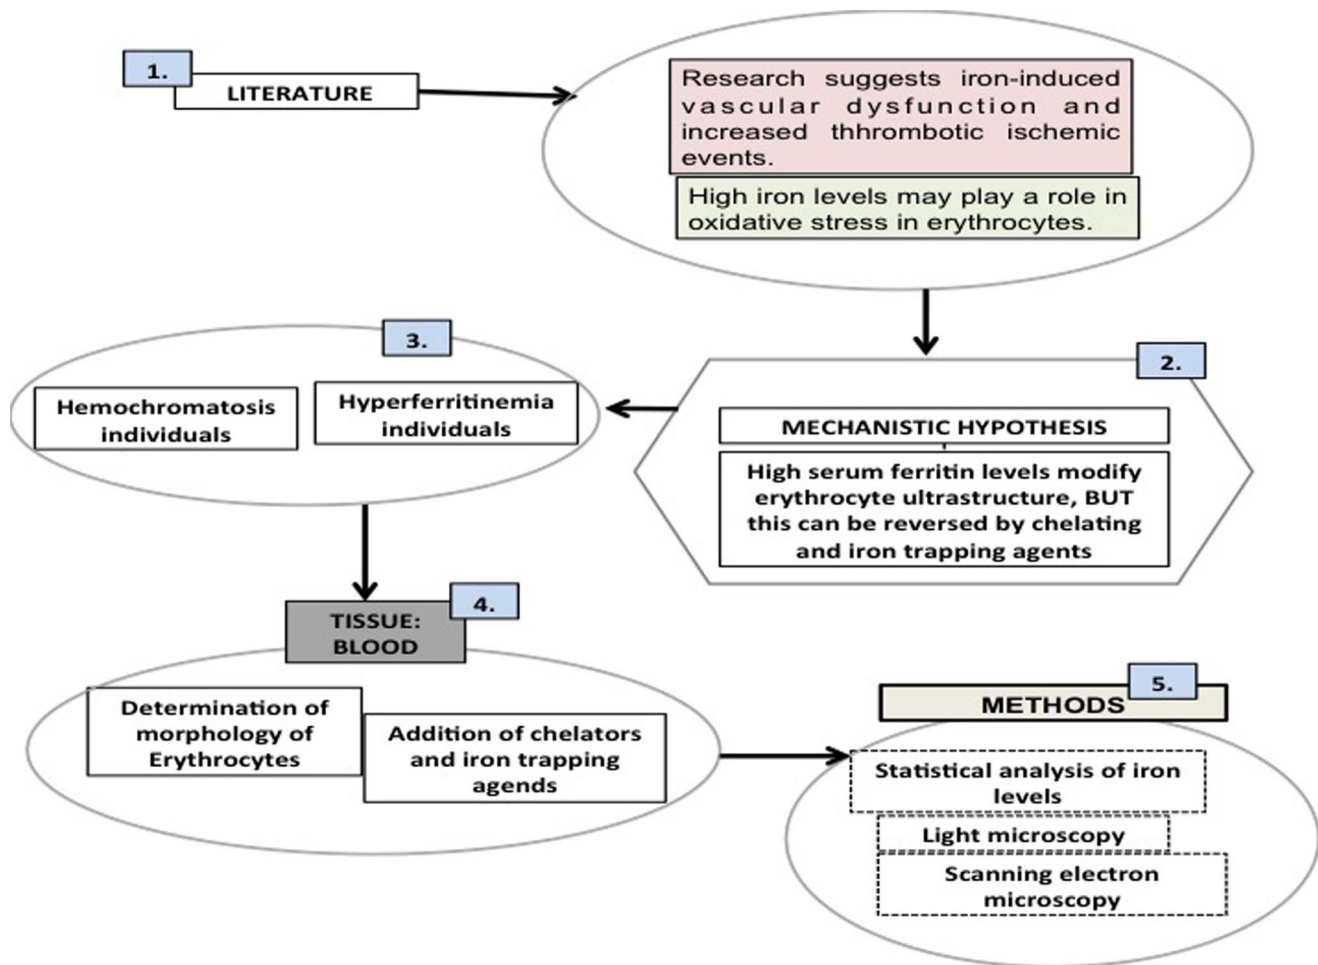 1.
LITERATURE
Research suggests iron-induced
vascular dysfunction and
increased thhrombotic ischemic
events.
High iron levels may play a role in
oxidative stress in erythrocytes.
2.
MECHANISTIC HYPOTHESIS
High serum ferritin levels modify
erythrocyte ultrastructure, BUT
this can be reversed by chelating
and iron trapping agents
3.
Hemochromatosis
individuals
Hyperferritinemia
individuals
4.
TISSUE:
BLOOD
Determination of
morphology of
Erythrocytes
Addition of chelators
and iron trapping
agends
5.
METHODS
Statistical analysis of iron
levels
Light microscopy
Scanning electron
microscopy